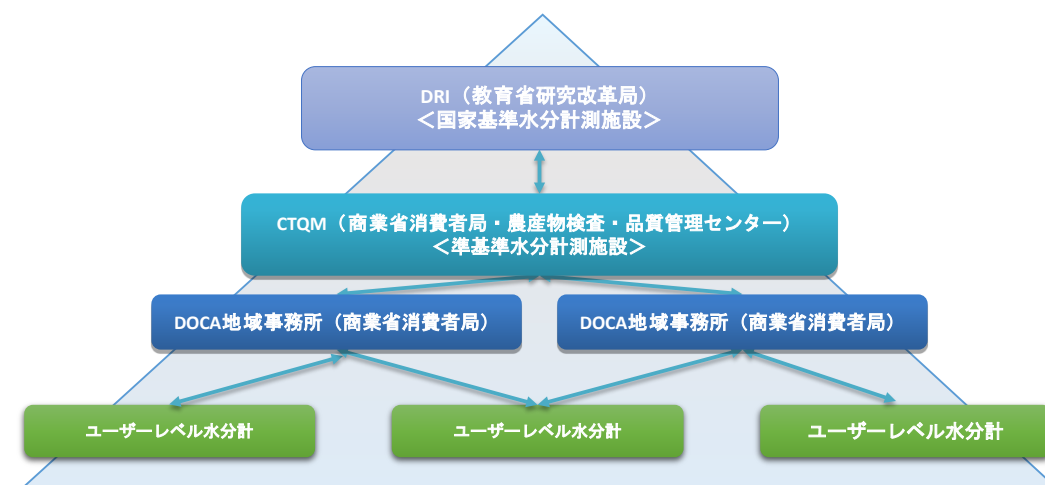 DRI（教育省研究改革局）
＜国家基準水分計測施設＞
CTQM（商業省消費者局・農産物検査・品質管理センター）
＜準基準水分計測施設＞
DOCA地域事務所（商業省消費者局）
DOCA地域事務所（商業省消費者局）
ユーザーレベル水分計
ユーザーレベル水分計
ユーザーレベル水分計